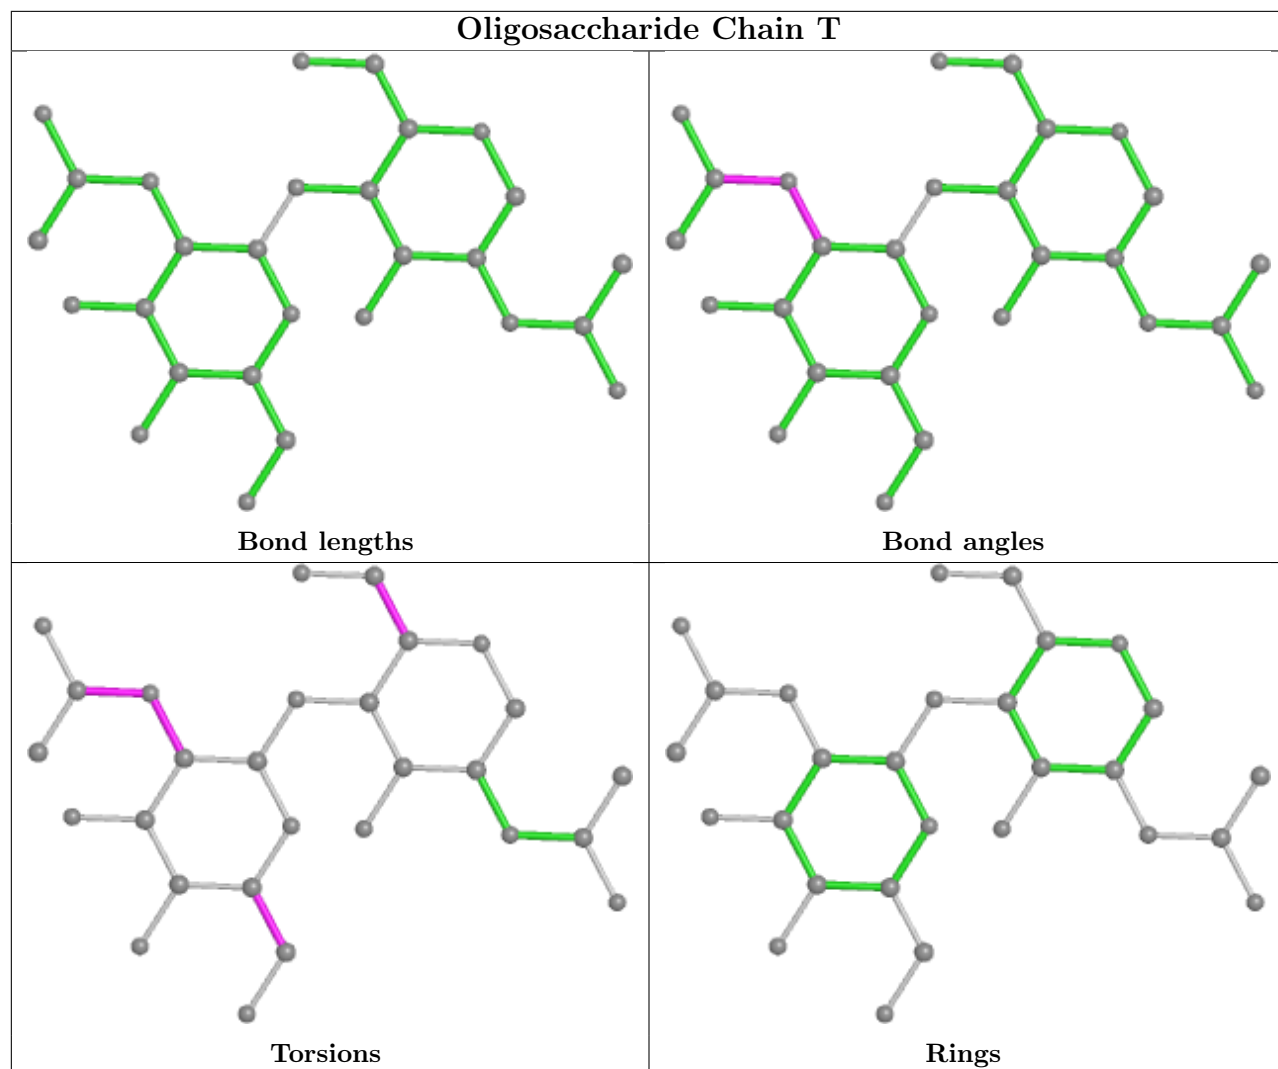 Oligosaccharide Chain T
Bond lengths
Bond angles
Torsions
Rings